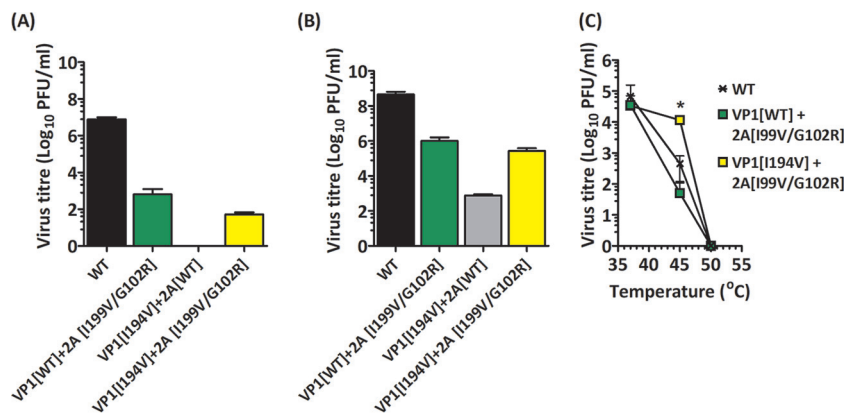 (A)
Virus titre (Log10 PFU/ml)
10
8
6
4
2
0
WT
VP1[WT]+2A [I199V/G102R]
VP1[I194V]+2A[WT]
VP1[I194V]+2A [I199V/G102R]
(B)
Virus titre (Log10 PFU/ml)
10
8
6
4
2
0
WT
VP1[WT]+2A [I199V/G102R]
VP1[I194V]+2A[WT]
VP1[I194V]+2A [I199V/G102R]
(C)
Virus titre (Log10 PFU/ml)
6
5
4
3
2
1
0
35 40 45 50 55
Temperature (°C)
*
WT
VP1[WT] +
2A[I99V/G102R]
VP1[I194V] +
2A[I99V/G102R]